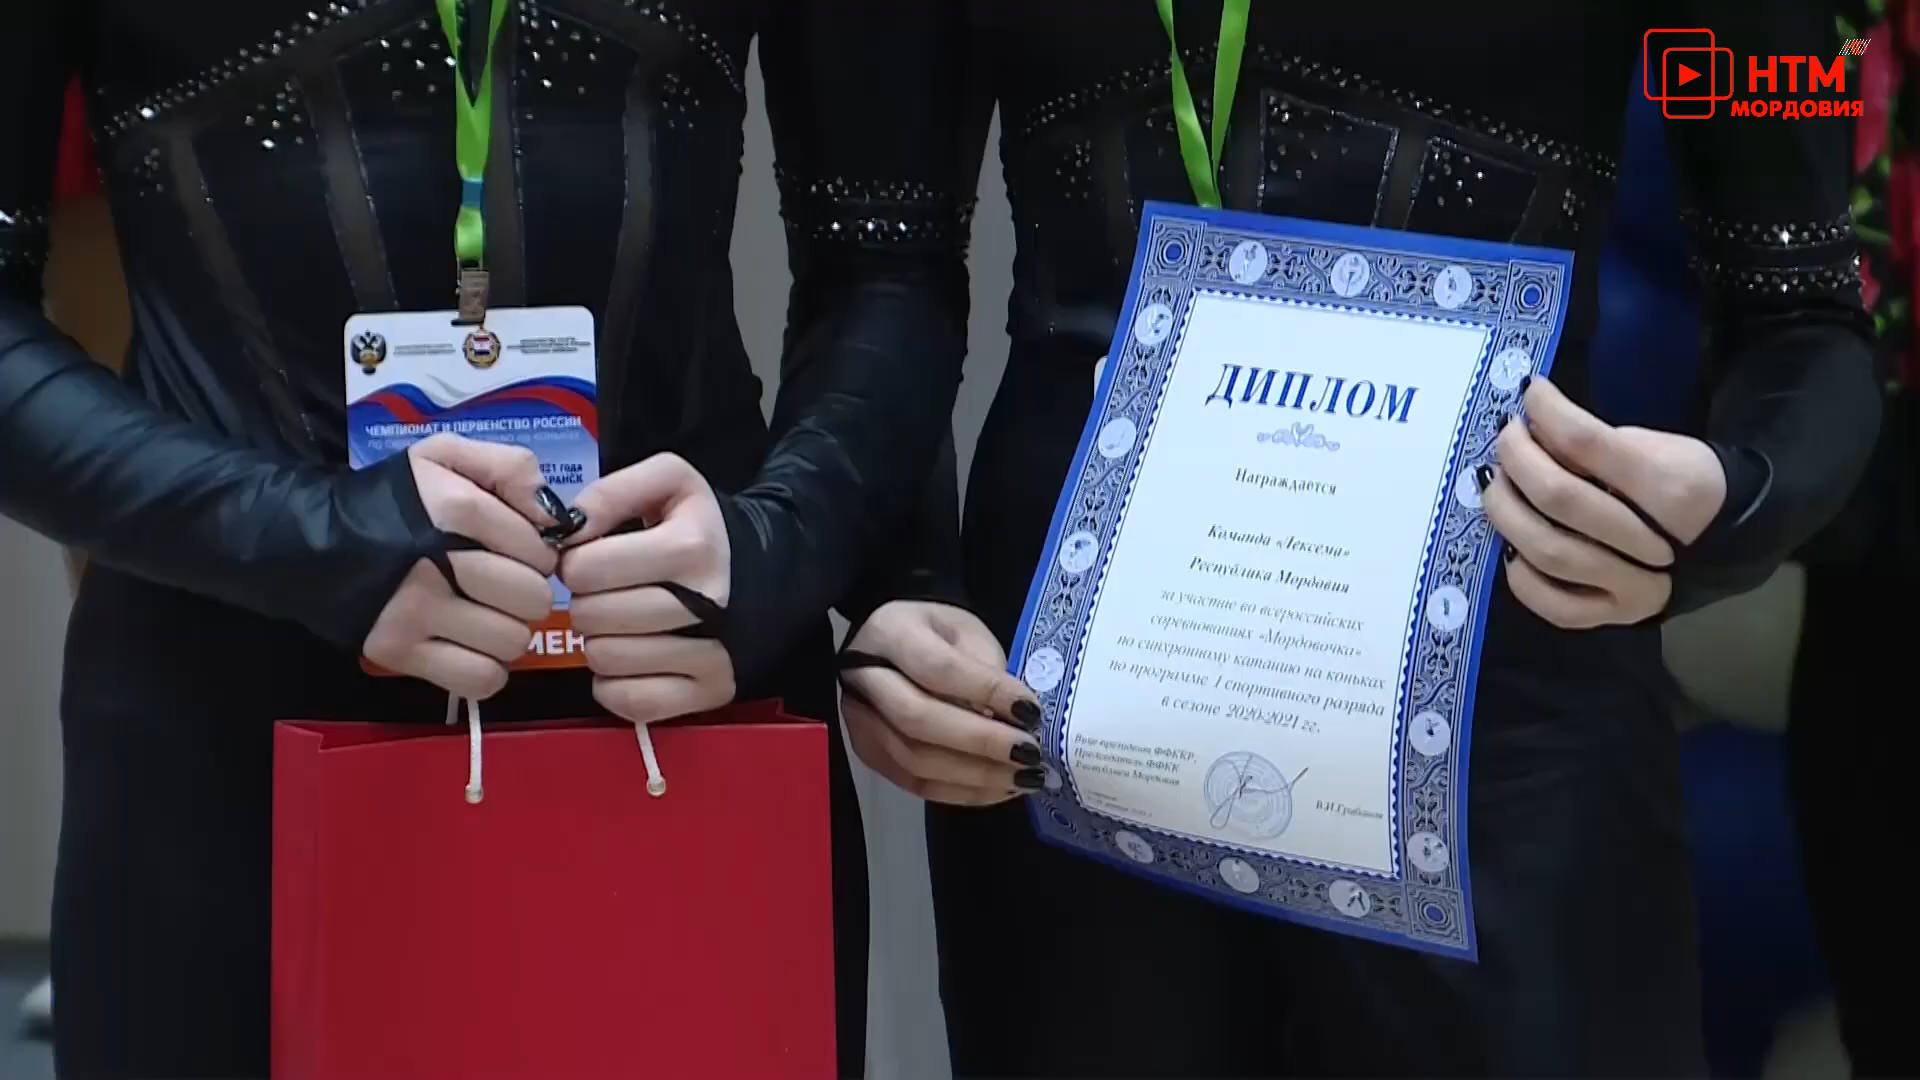 НТМ
МОРДОВИЯ
ЧЕМПИОНАТ И ПЕРВЕНСТВО РОССИИ
2021 года
МЕН
ДИПЛОМ
Награждается
Команда «Лексема»
Республика Мордовия
за участие во всероссийских
соревнованиях «Мордовочка»
по синхронному катанию на коньках
по программе I спортивного разряда
в сезоне 2020-2021 гг.
Вице-президент ФФККР,
Председатель ФФКК
Республики Мордовия